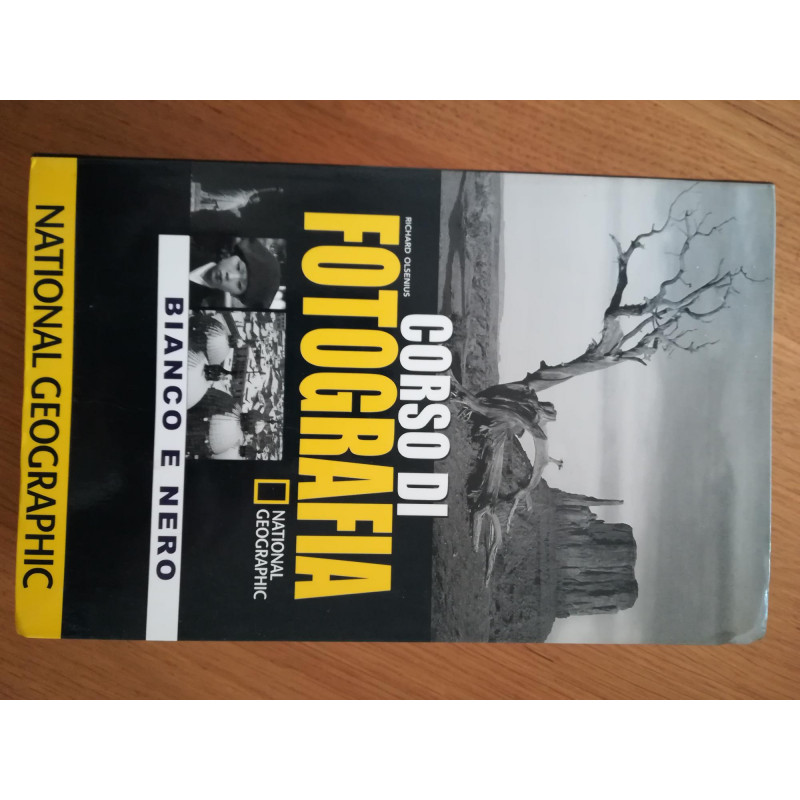 RICHARD OLSENIUS
CORSO DI
FOTOGRAFIA
NATIONAL
GEOGRAPHIC
BIANCO E NERO
NATIONAL GEOGRAPHIC